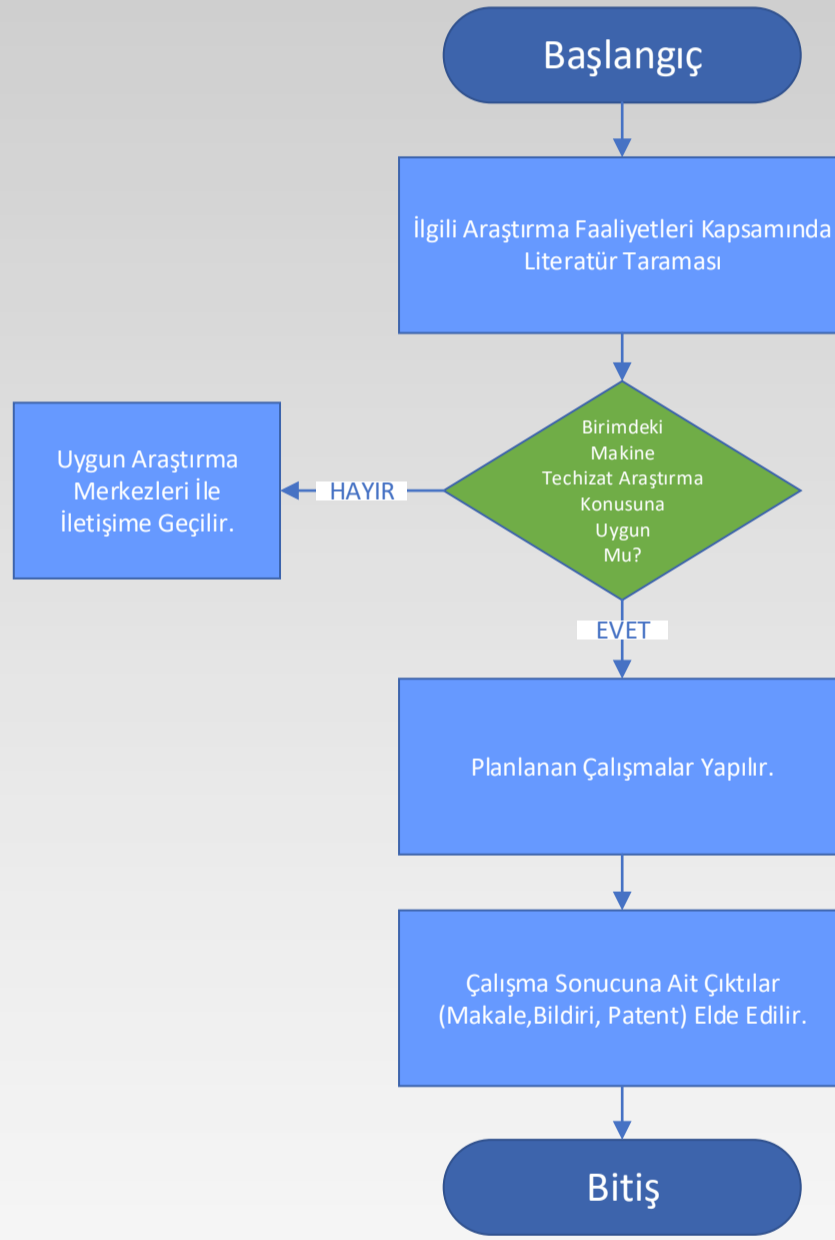 Başlangıç
İlgili Araştırma Faaliyetleri Kapsamında
Literatür Taraması
Birimdeki
Makine
Techizat Araştırma
Konusuna
Uygun
Mu?
HAYIR
Uygun Araştırma
Merkezleri İle
İletişime Geçilir.
EVET
Planlanan Çalışmalar Yapılır.
Çalışma Sonucuna Ait Çıktılar
(Makale,Bildiri, Patent) Elde Edilir.
Bitiş